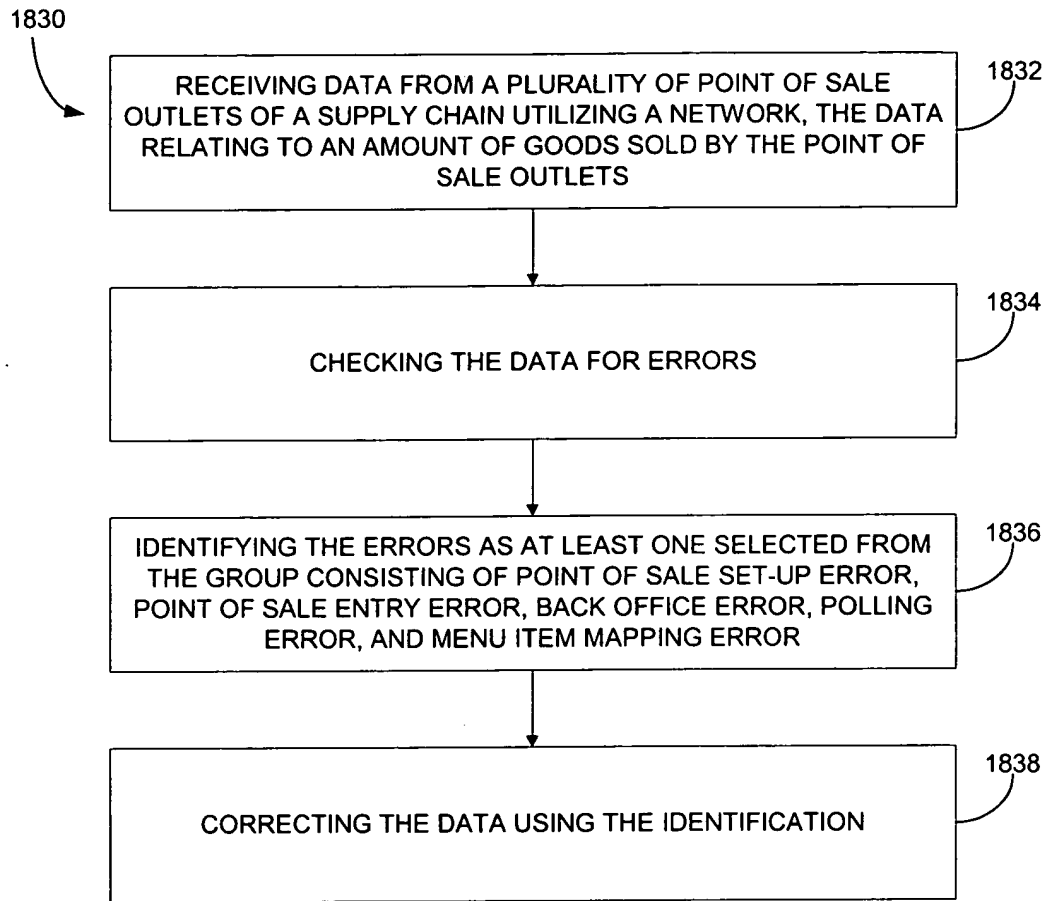 1830
RECEIVING DATA FROM A PLURALITY OF POINT OF SALE
OUTLETS OF A SUPPLY CHAIN UTILIZING A NETWORK, THE DATA
RELATING TO AN AMOUNT OF GOODS SOLD BY THE POINT OF
SALE OUTLETS
1832
CHECKING THE DATA FOR ERRORS
1834
IDENTIFYING THE ERRORS AS AT LEAST ONE SELECTED FROM
THE GROUP CONSISTING OF POINT OF SALE SET-UP ERROR,
POINT OF SALE ENTRY ERROR, BACK OFFICE ERROR, POLLING
ERROR, AND MENU ITEM MAPPING ERROR
1836
CORRECTING THE DATA USING THE IDENTIFICATION
1838